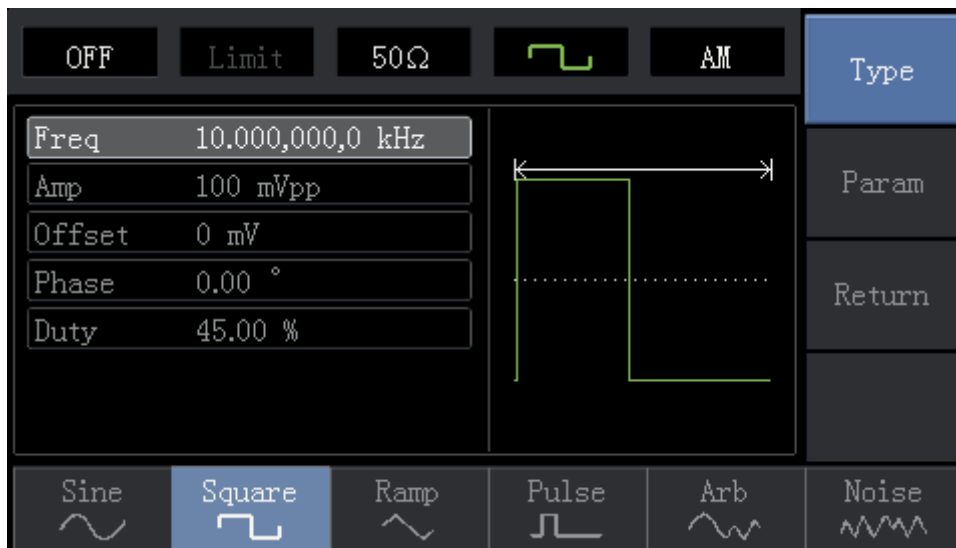 OFF Limit 50Ω AM Type
Freq 10.000,000,0 kHz
Amp 100 mVpp Param
Offset 0 mV
Phase 0.00 ° Return
Duty 45.00 %
Sine Square Ramp Pulse Arb Noise